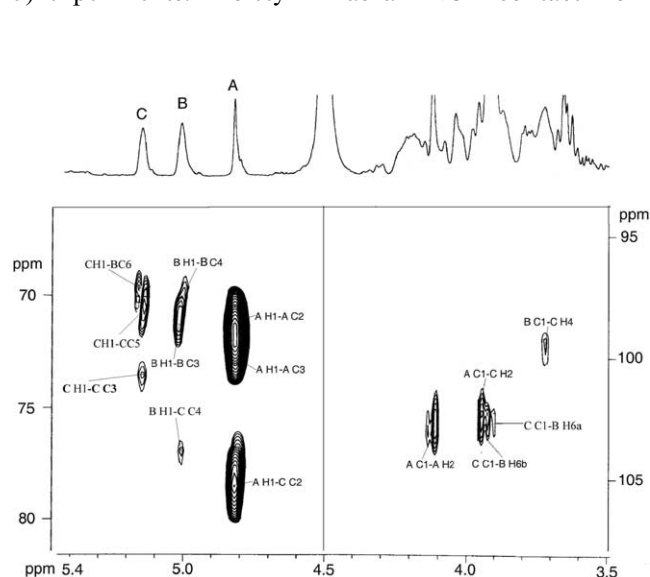 C
B
A
ppm
70
75
80
CH1-BC6
B H1-B C4
CH1-CC5
B H1-B C3
C H1-C C3
B H1-C C4
A H1-A C2
A H1-A C3
A H1-C C2
ppm
95
100
105
B C1-C H4
A C1-C H2
C C1-B H6a
A C1-A H2
C C1-B H6b
ppm 5.4 5.0 4.5 4.0 3.5